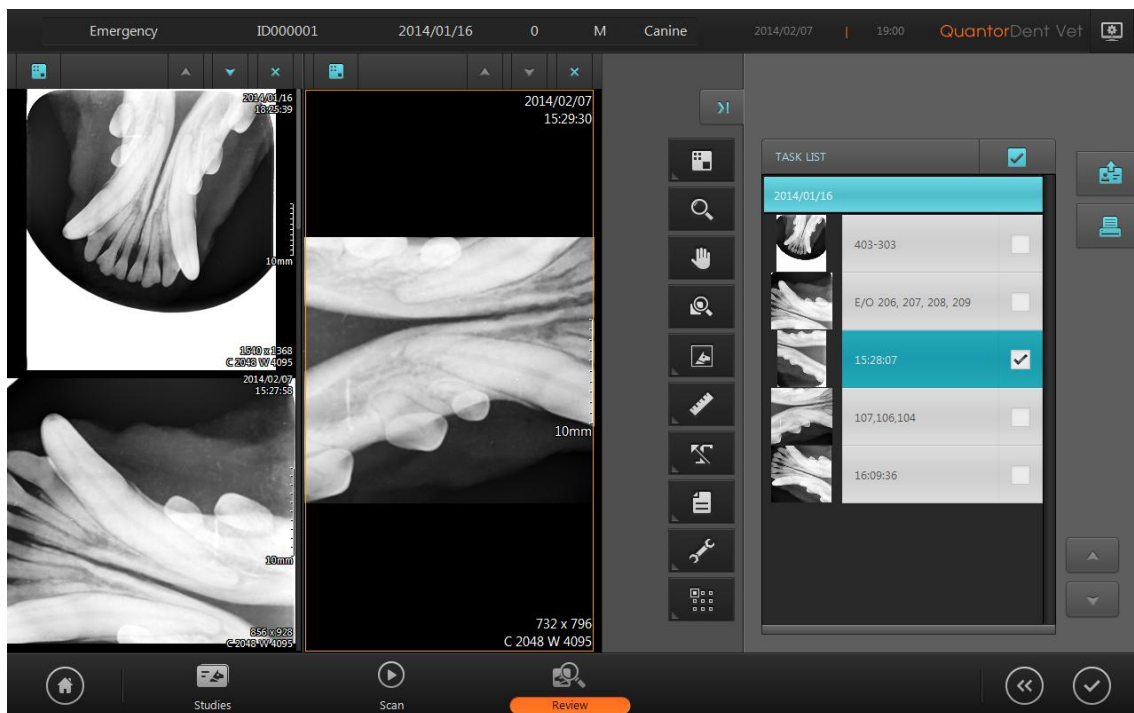 Emergency ID000001 2014/01/16 0 M Canine 2014/02/07 | 19:00 QuantorDent Vet
2014/01/16
18:25:39
10mm
1540 x 1368
C 2048 W 4095
2014/02/07
15:27:58
10mm
856 x 928
C 2048 W 4095
2014/02/07
15:29:30
10mm
732 x 796
C 2048 W 4095
TASK LIST
2014/01/16
403-303
E/O 206, 207, 208, 209
15:28:07
107,106,104
16:09:36
Studies
Scan
Review